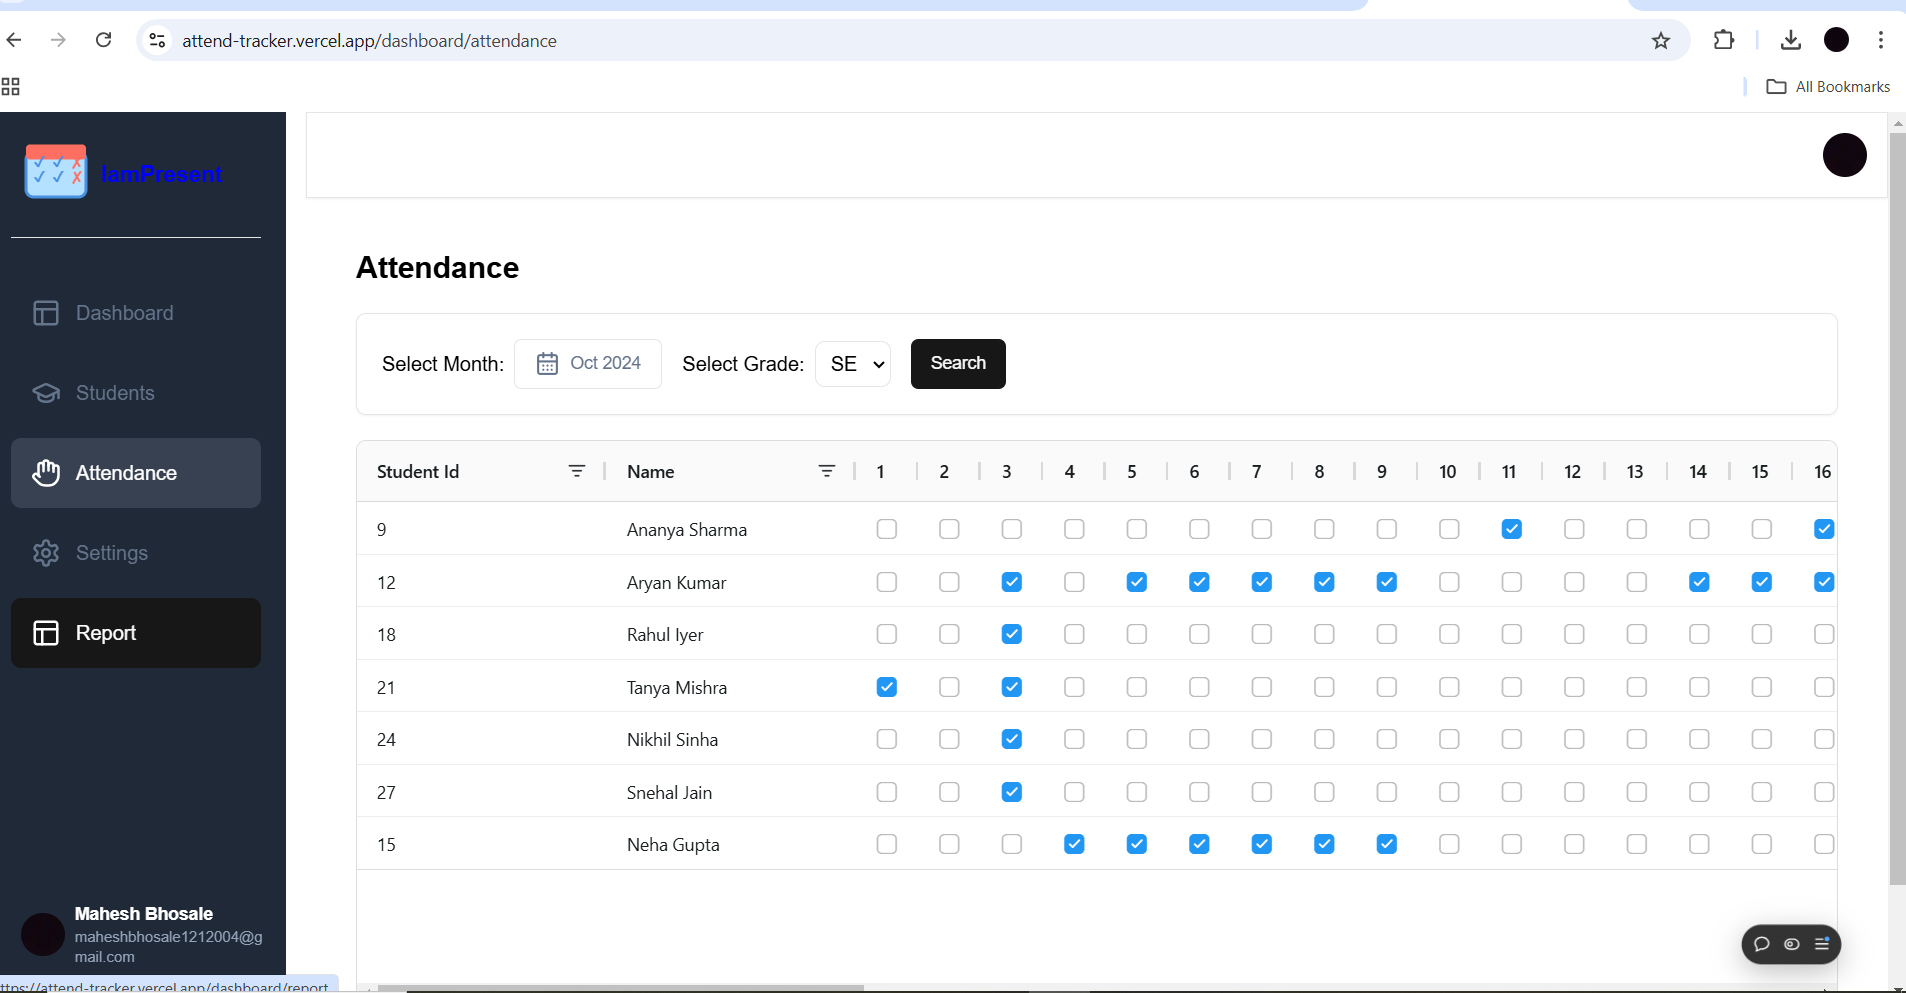 attend-tracker.vercel.app/dashboard/attendance
All Bookmarks
IamPresent
Dashboard
Students
Attendance
Settings
Report
Mahesh Bhosale
maheshbhosale1212004@g
mail.com
ttps://attend-tracker.vercel.app/dashboard/report
Attendance
Select Month: Oct 2024 Select Grade: SE Search
Student Id Name 1 2 3 4 5 6 7 8 9 10 11 12 13 14 15 16
9 Ananya Sharma
12 Aryan Kumar
18 Rahul Iyer
21 Tanya Mishra
24 Nikhil Sinha
27 Snehal Jain
15 Neha Gupta